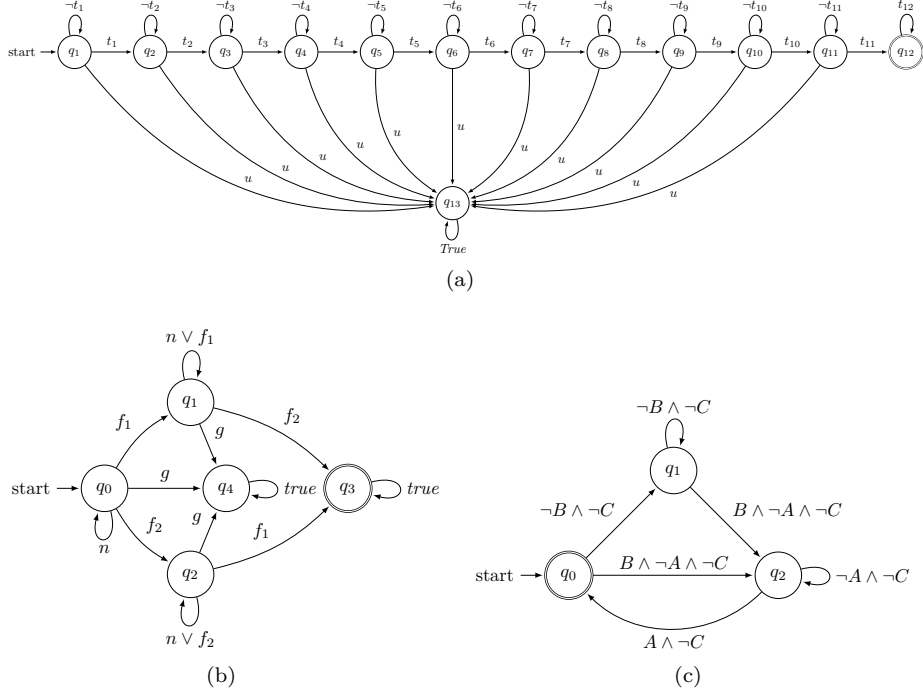 ¬t₁ ¬t₂ ¬t₃ ¬t₄ ¬t₅ ¬t₆ ¬t₇ ¬t₈ ¬t₉ ¬t₁₀ ¬t₁₁ t₁₂
start q₁ t₁ q₂ t₂ q₃ t₃ q₄ t₄ q₅ t₅ q₆ t₆ q₇ t₇ q₈ t₈ q₉ t₉ q₁₀ t₁₀ q₁₁ t₁₁ q₁₂
u u u u u u u u u u u
q₁₃
True
(a)
n ∨ f₁
q₁
f₁ g f₂
start q₀ g q₄ true q₃ true
n f₂ g f₁
q₂
n ∨ f₂
(b)
¬B ∧ ¬C
q₁
¬B ∧ ¬C B ∧ ¬A ∧ ¬C
start q₀ B ∧ ¬A ∧ ¬C q₂ ¬A ∧ ¬C
A ∧ ¬C
(c)